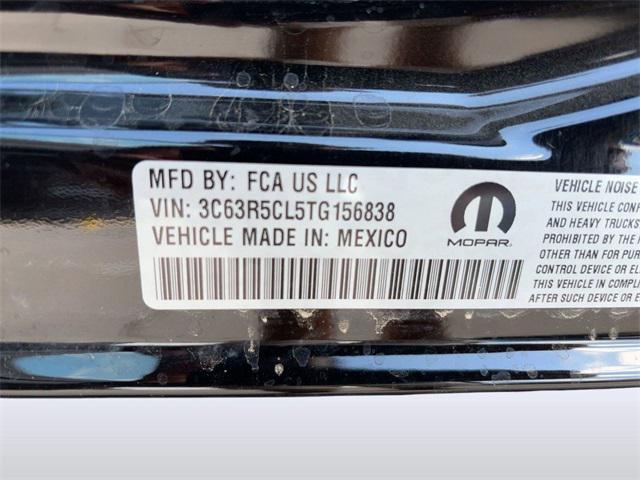 MFD BY: FCA US LLC
VIN: 3C63R5CL5TG156838
VEHICLE MADE IN: MEXICO
MOPAR
VEHICLE NOISE
THIS VEHICLE CONF
AND HEAVY TRUCKS.
PROHIBITED BY THE
OTHER THAN FOR PUR
CONTROL DEVICE OR EL
THIS VEHICLE IN COMPLI
AFTER SUCH DEVICE OR E